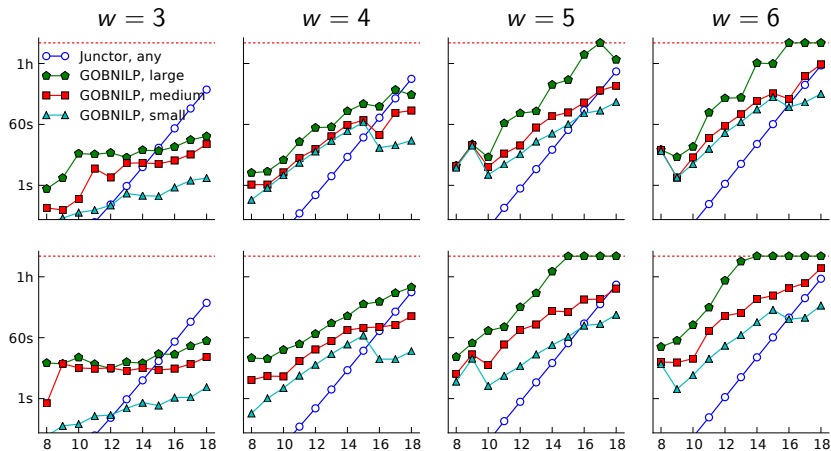 w = 3 w = 4 w = 5 w = 6
Junctor, any
GOBNILP, large
GOBNILP, medium
GOBNILP, small
1h
60s
1s
1h
60s
1s
8 10 12 14 16 18 8 10 12 14 16 18 8 10 12 14 16 18 8 10 12 14 16 18